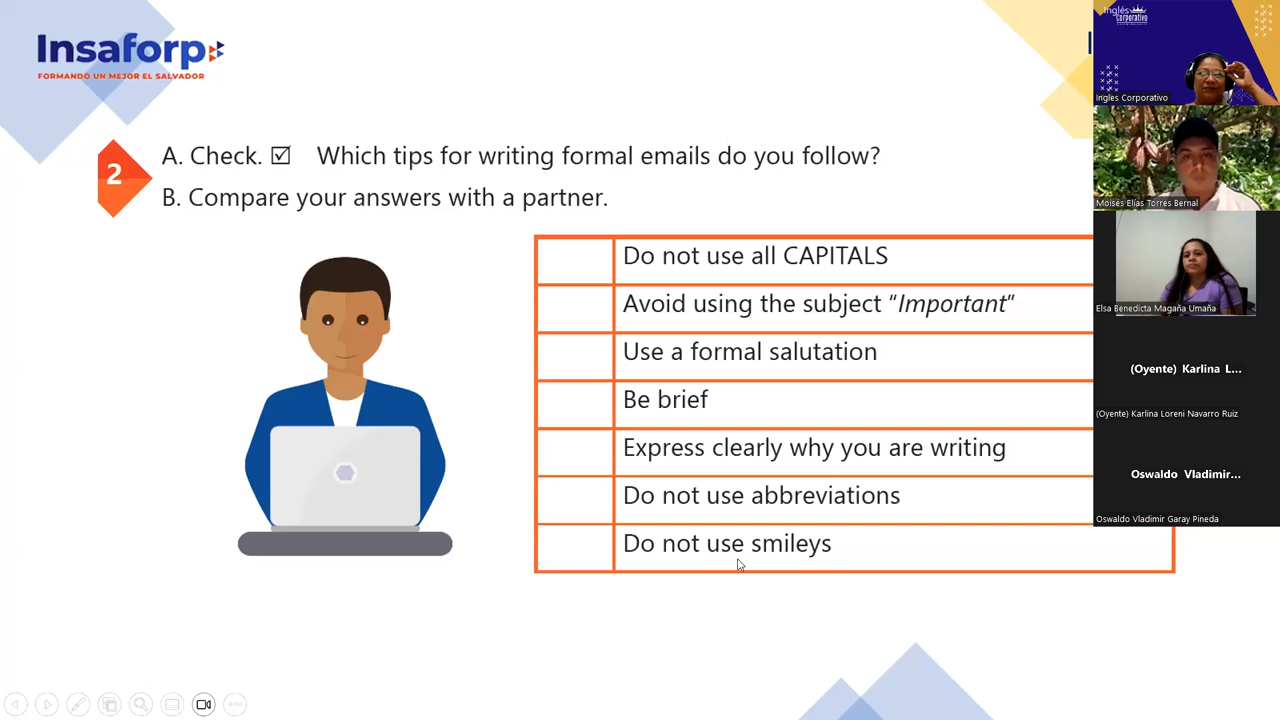 Insaforp
FORMANDO UN MEJOR EL SALVADOR
2
A. Check. ☑ Which tips for writing formal emails do you follow?
B. Compare your answers with a partner.
Do not use all CAPITALS
Avoid using the subject “Important”
Use a formal salutation
Be brief
Express clearly why you are writing
Do not use abbreviations
Do not use smileys
Inglés
Corporativo
Ingles Corporativo
Moisés Elías Torres Bernal
Elsa Benedicta Magaña Umaña
(Oyente) Karlina L...
(Oyente) Karlina Loreni Navarro Ruiz
Oswaldo Vladimir...
Oswaldo Vladimir Garay Pineda